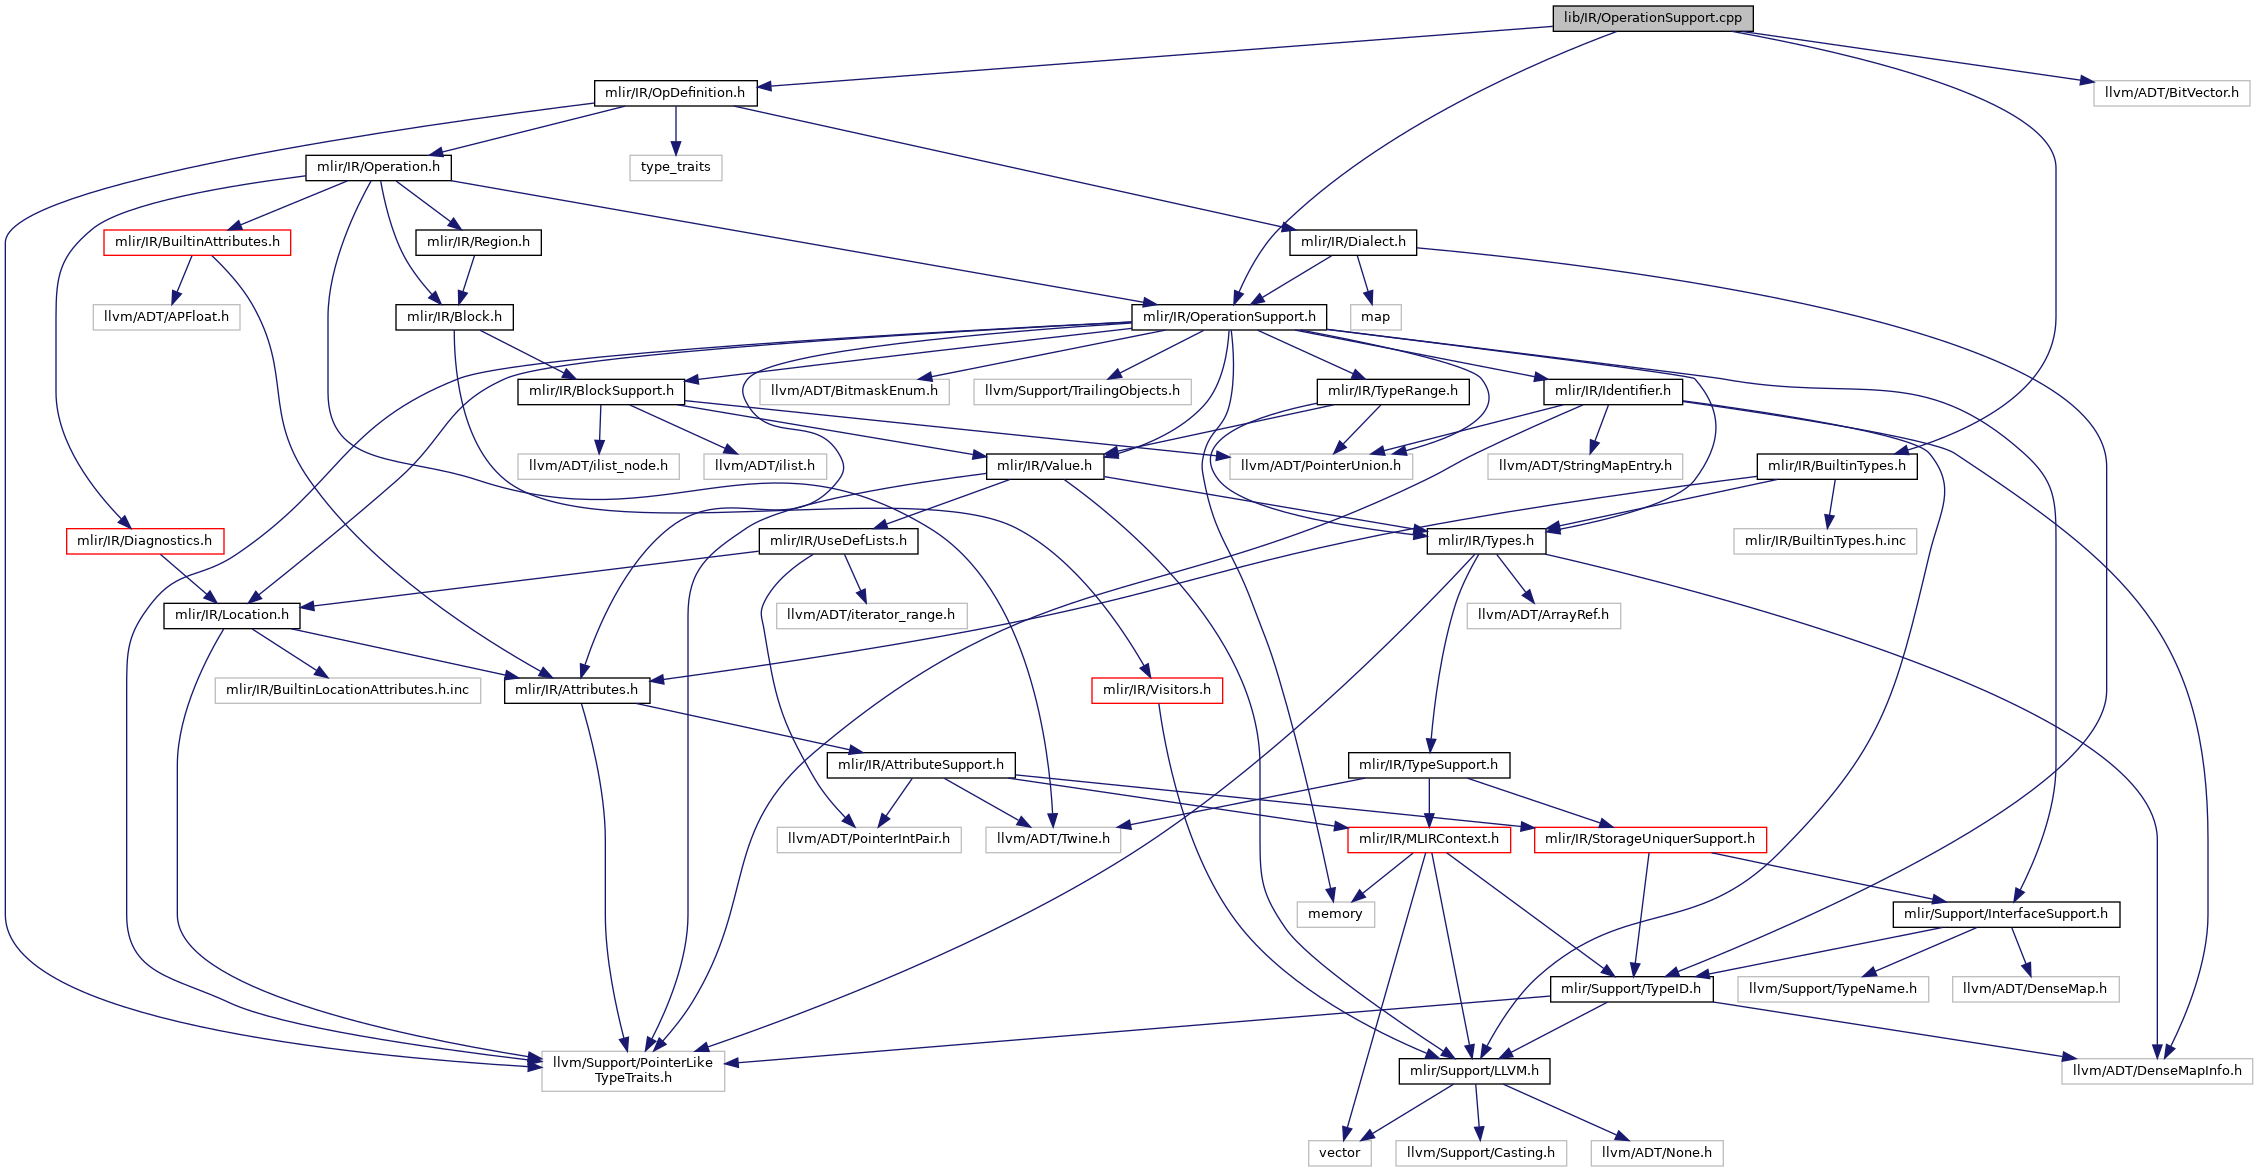 lib/IR/OperationSupport.cpp
mlir/IR/OpDefinition.h
llvm/ADT/BitVector.h
mlir/IR/Operation.h
type_traits
mlir/IR/BuiltinAttributes.h
mlir/IR/Region.h
mlir/IR/Dialect.h
llvm/ADT/APFloat.h
mlir/IR/Block.h
mlir/IR/OperationSupport.h
map
mlir/IR/BlockSupport.h
llvm/ADT/BitmaskEnum.h
llvm/Support/TrailingObjects.h
mlir/IR/TypeRange.h
mlir/IR/Identifier.h
llvm/ADT/ilist_node.h
llvm/ADT/ilist.h
mlir/IR/Value.h
llvm/ADT/PointerUnion.h
llvm/ADT/StringMapEntry.h
mlir/IR/BuiltinTypes.h
mlir/IR/Diagnostics.h
mlir/IR/UseDefLists.h
mlir/IR/Types.h
mlir/IR/BuiltinTypes.h.inc
mlir/IR/Location.h
llvm/ADT/iterator_range.h
llvm/ADT/ArrayRef.h
mlir/IR/BuiltinLocationAttributes.h.inc
mlir/IR/Attributes.h
mlir/IR/Visitors.h
mlir/IR/AttributeSupport.h
mlir/IR/TypeSupport.h
llvm/ADT/PointerIntPair.h
llvm/ADT/Twine.h
mlir/IR/MLIRContext.h
mlir/IR/StorageUniquerSupport.h
memory
mlir/Support/InterfaceSupport.h
mlir/Support/TypeID.h
llvm/Support/TypeName.h
llvm/ADT/DenseMap.h
llvm/Support/PointerLike
TypeTraits.h
mlir/Support/LLVM.h
llvm/ADT/DenseMapInfo.h
vector
llvm/Support/Casting.h
llvm/ADT/None.h